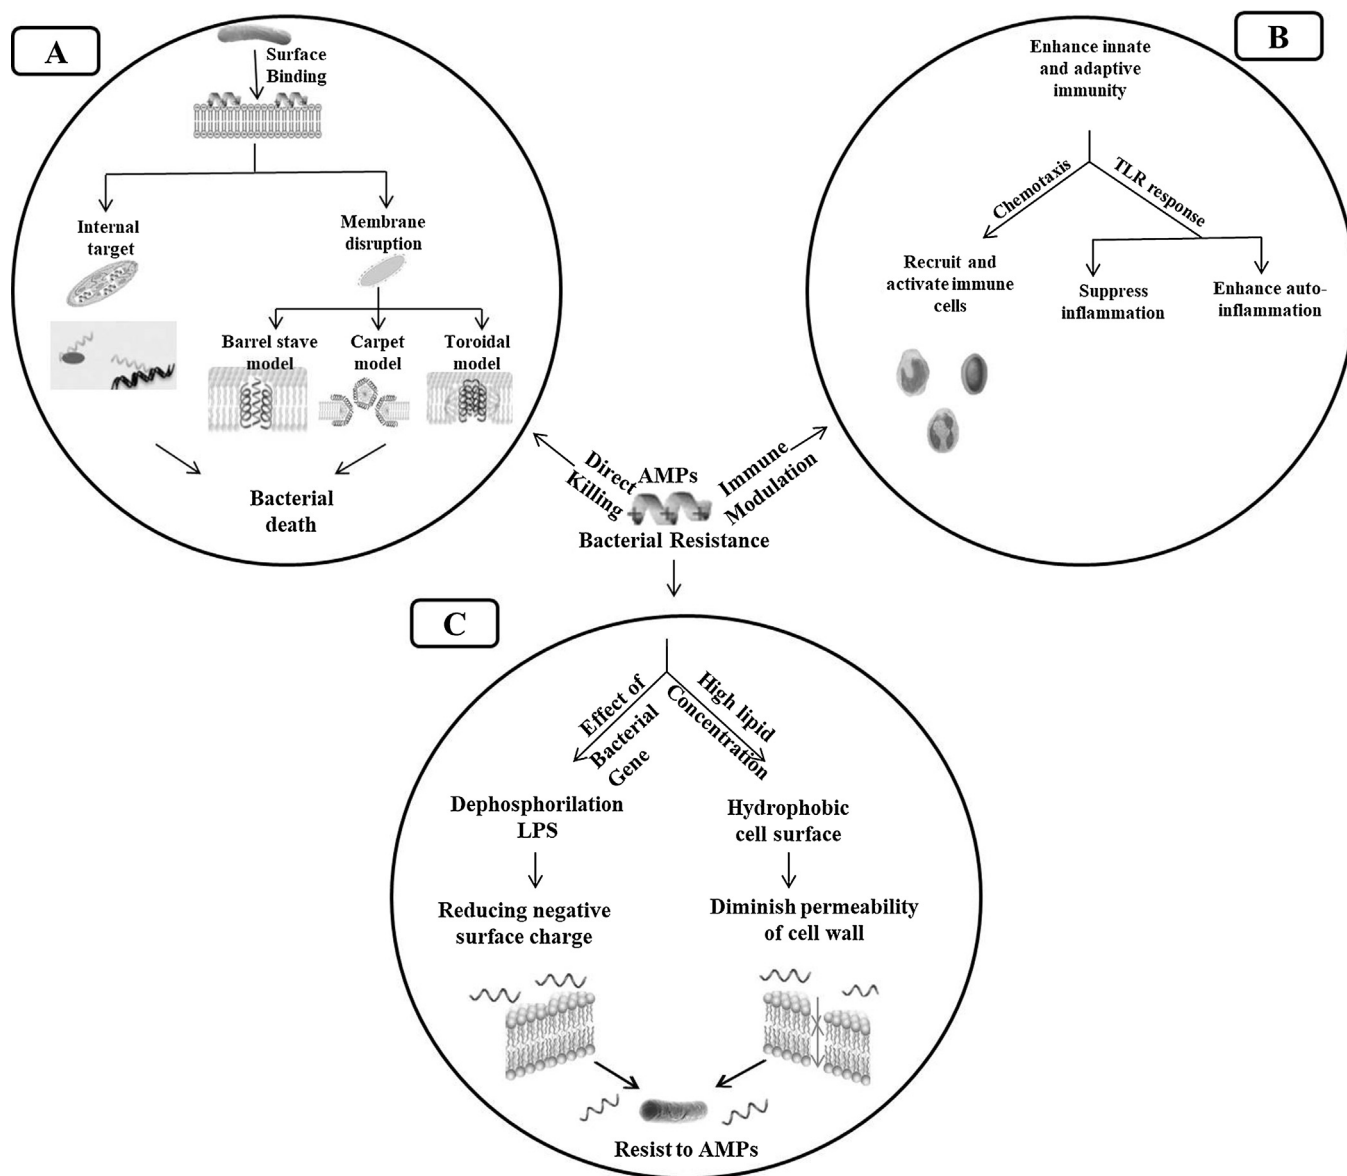 A
Surface
Binding
Internal
target
Membrane
disruption
Barrel stave
model
Carpet
model
Toroidal
model
Bacterial
death
B
Enhance innate
and adaptive
immunity
Chemotaxis
TLR response
Recruit and
activate immune
cells
Suppress
inflammation
Enhance auto-
inflammation
Direct
Killing
AMPs
+ + +
Immune
Modulation
Bacterial Resistance
C
Effect of
Bacterial
Gene
High lipid
Concentration
Dephosphorilation
LPS
Hydrophobic
cell surface
Reducing negative
surface charge
Diminish permeability
of cell wall
Resist to AMPs